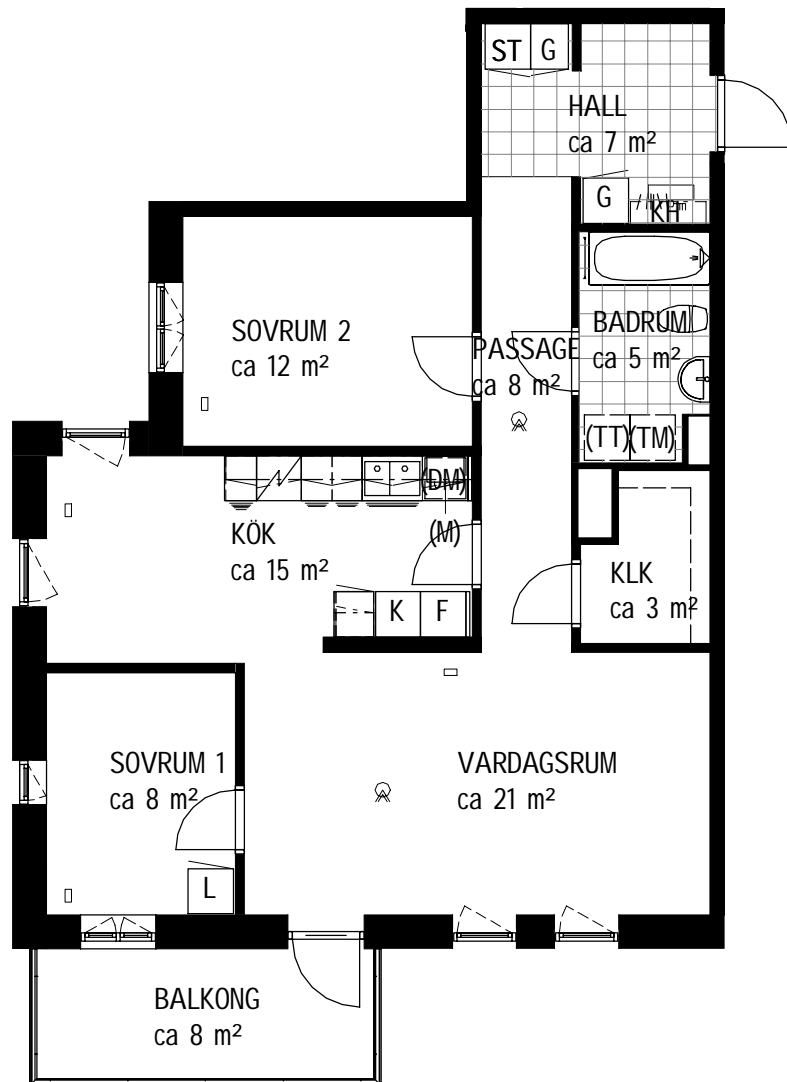 ST G
HALL
ca 7 m²
G
KH
SOVRUM 2
ca 12 m²
PASSAGE
ca 8 m²
BADRUM
ca 5 m²
(TT) (TM)
(DM)
(M)
KÖK
ca 15 m²
K F
KLK
ca 3 m²
SOVRUM 1
ca 8 m²
VARDAGSRUM
ca 21 m²
L
BALKONG
ca 8 m²